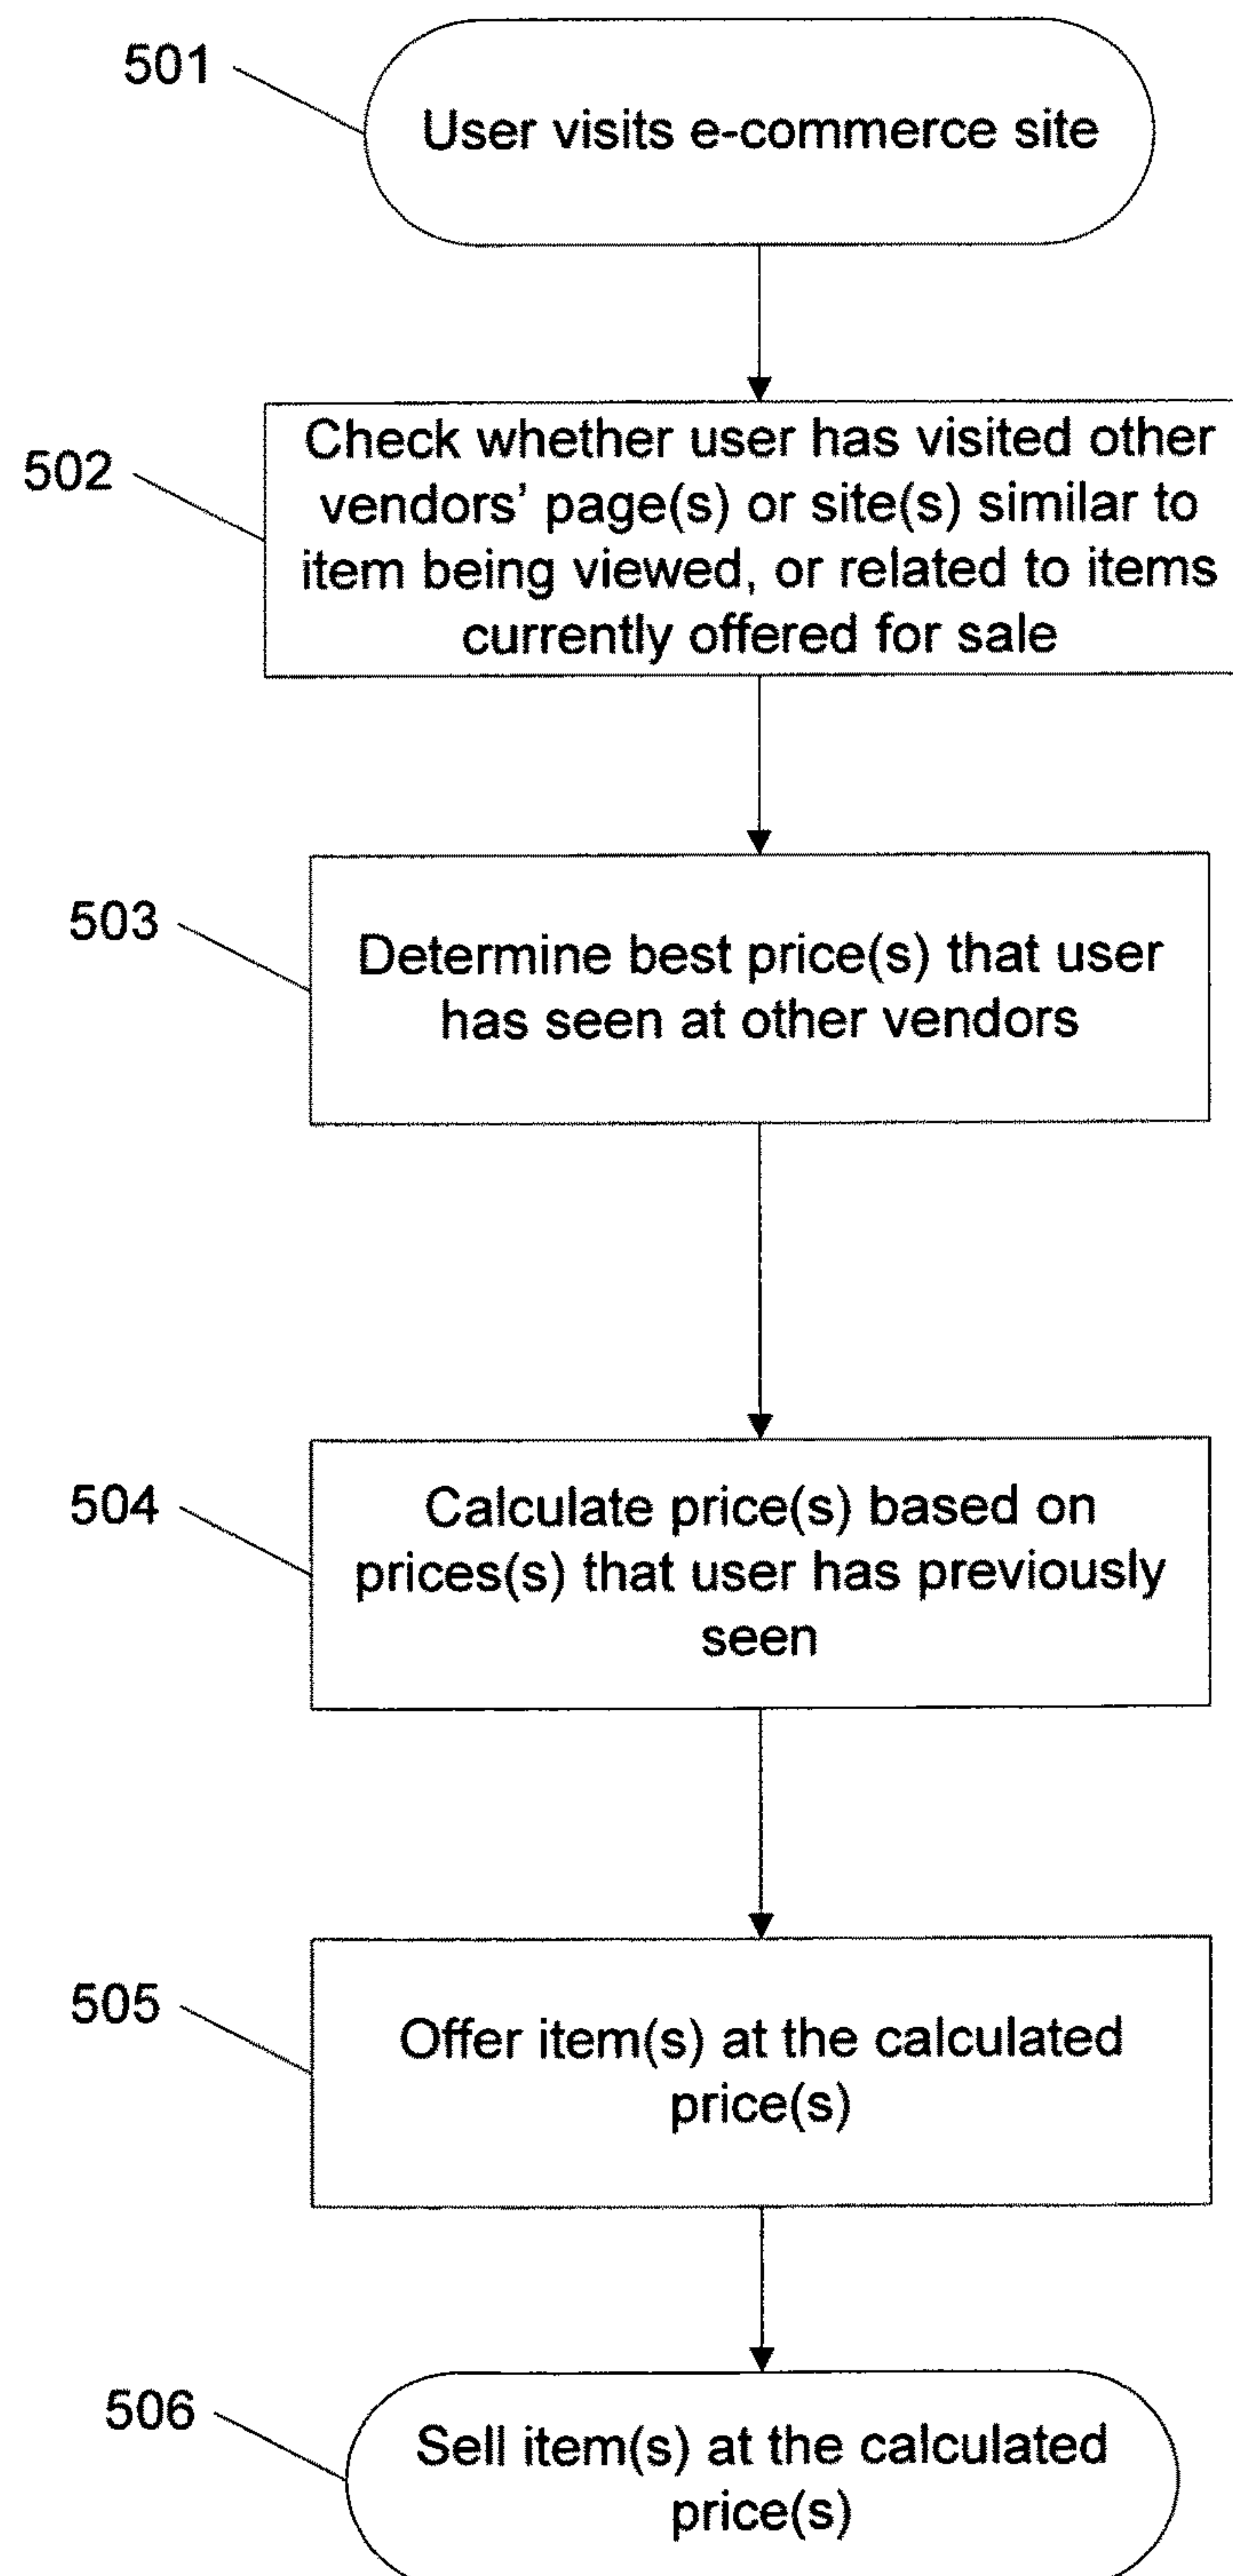 501
User visits e-commerce site
502
Check whether user has visited other
vendors' page(s) or site(s) similar to
item being viewed, or related to items
currently offered for sale
503
Determine best price(s) that user
has seen at other vendors
504
Calculate price(s) based on
prices(s) that user has previously
seen
505
Offer item(s) at the calculated
price(s)
506
Sell item(s) at the calculated
price(s)